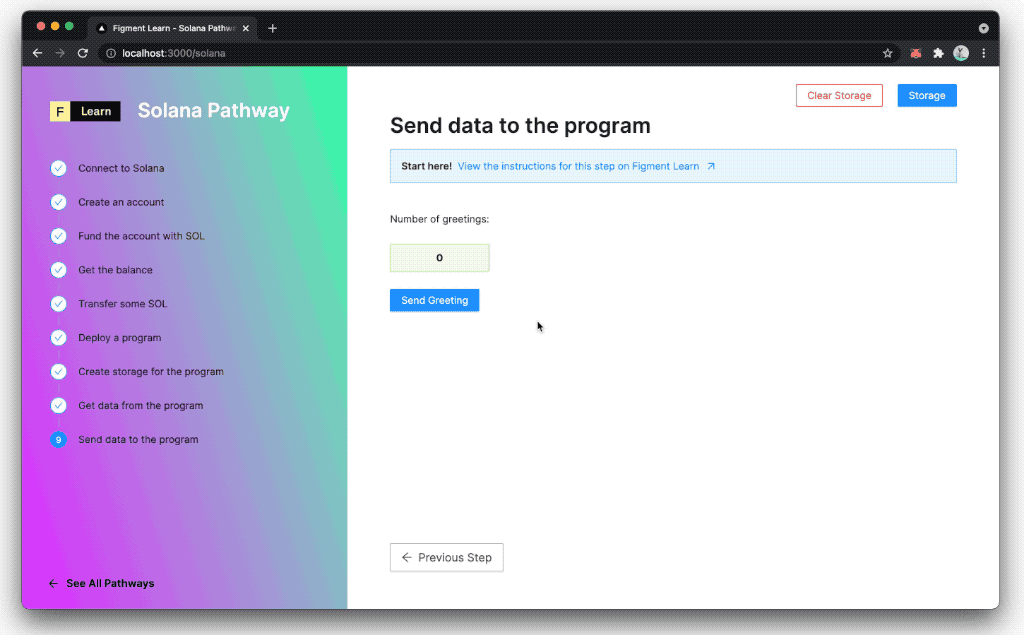 Figment Learn - Solana Pathw
localhost:3000/solana
F Learn
Solana Pathway
Connect to Solana
Create an account
Fund the account with SOL
Get the balance
Transfer some SOL
Deploy a program
Create storage for the program
Get data from the program
9 Send data to the program
See All Pathways
Clear Storage
Storage
Send data to the program
Start here! View the instructions for this step on Figment Learn
Number of greetings:
0
Send Greeting
Previous Step